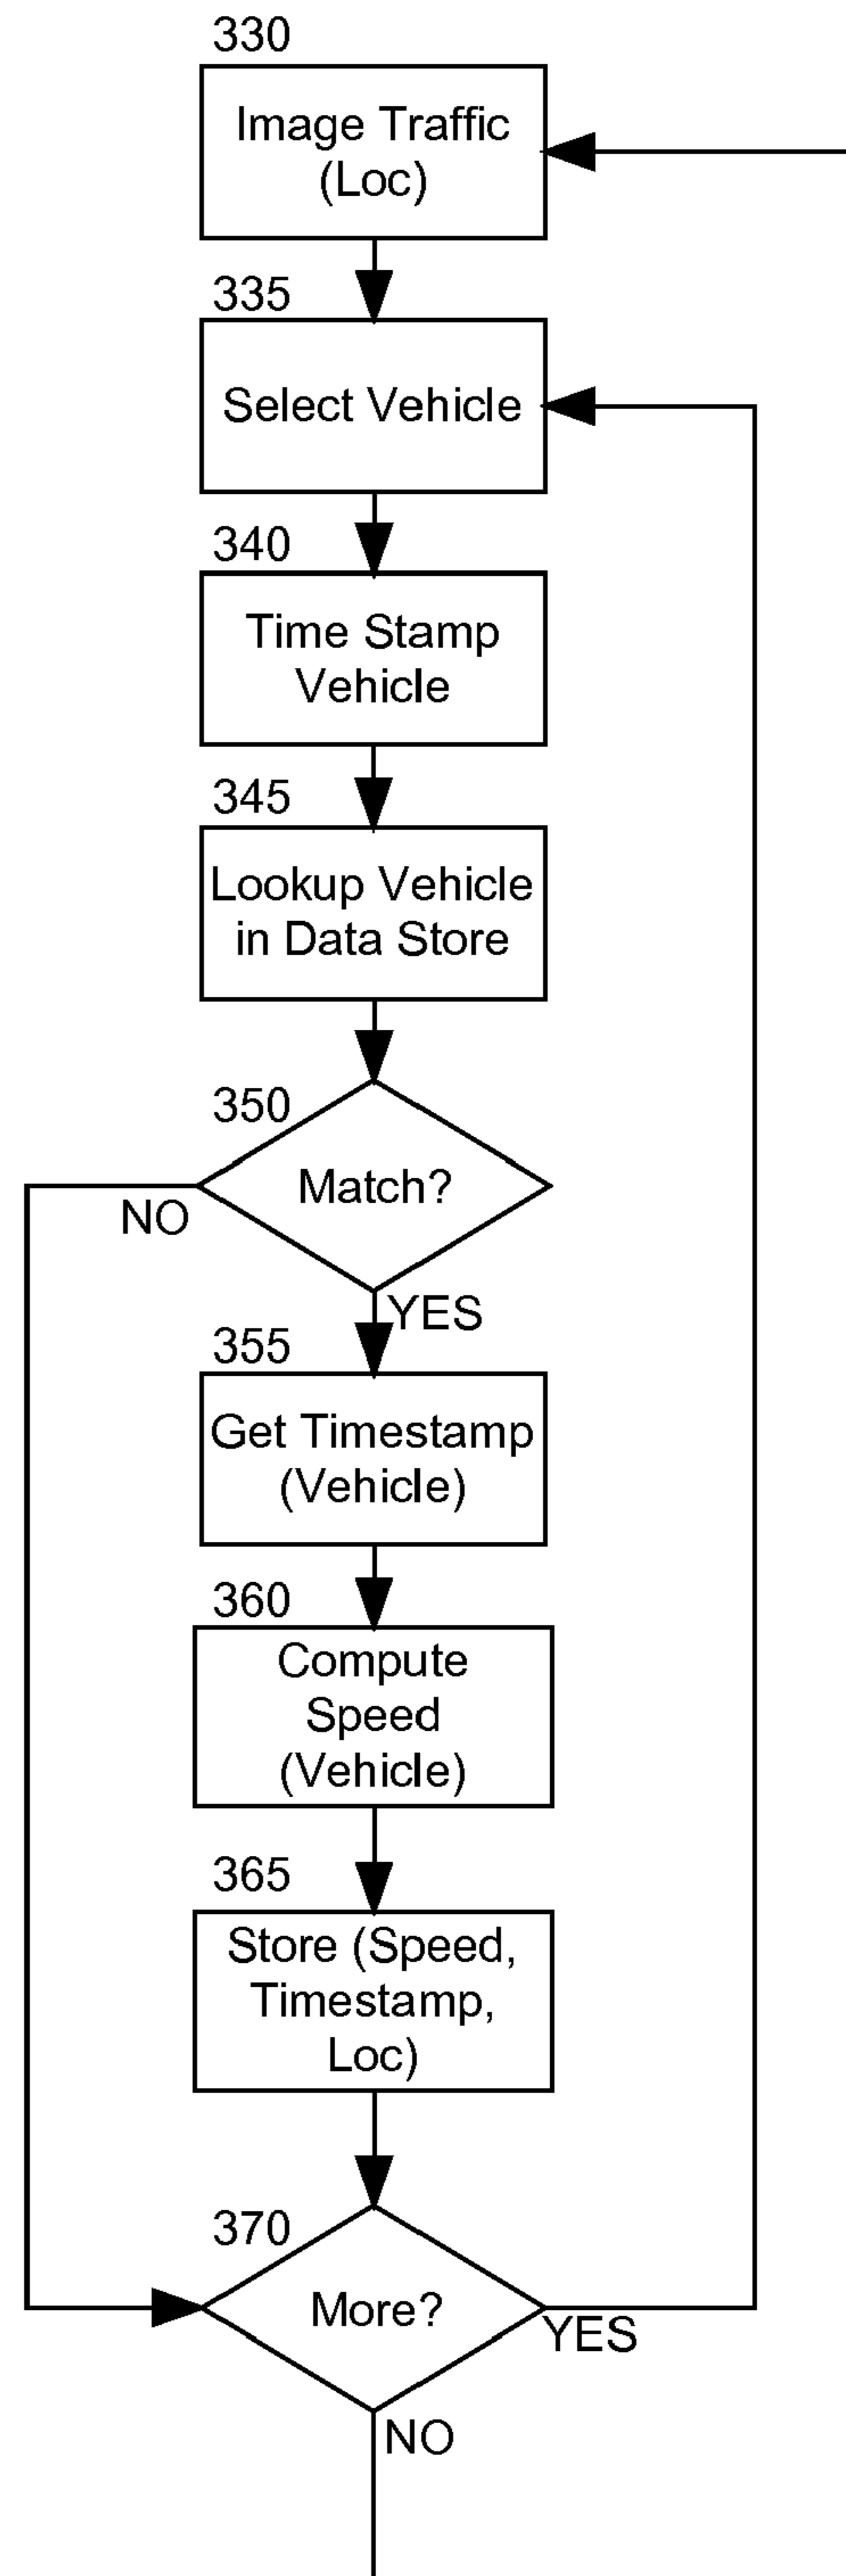 330
Image Traffic
(Loc)
335
Select Vehicle
340
Time Stamp
Vehicle
345
Lookup Vehicle
in Data Store
350
Match?
NO
YES
355
Get Timestamp
(Vehicle)
360
Compute
Speed
(Vehicle)
365
Store (Speed,
Timestamp,
Loc)
370
More?
YES
NO